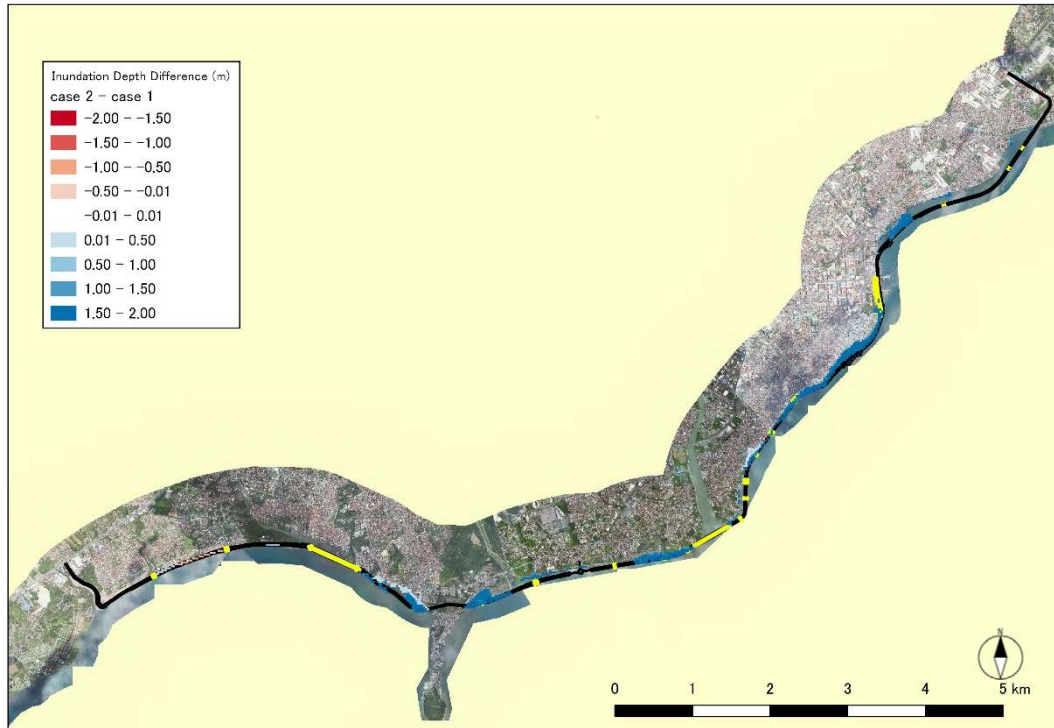 Inundation Depth Difference (m)
case 2 - case 1
-2.00 - -1.50
-1.50 - -1.00
-1.00 - -0.50
-0.50 - -0.01
-0.01 - 0.01
0.01 - 0.50
0.50 - 1.00
1.00 - 1.50
1.50 - 2.00
N
0 1 2 3 4 5 km